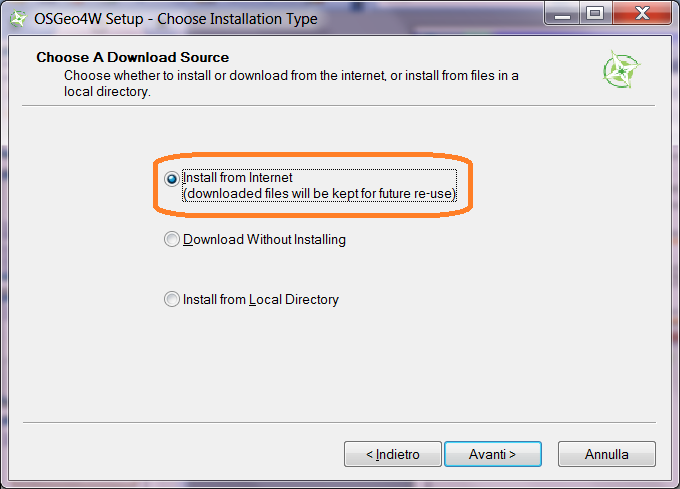 OSGeo4W Setup - Choose Installation Type
Choose A Download Source
Choose whether to install or download from the internet, or install from files in a
local directory.
Install from Internet
(downloaded files will be kept for future re-use)
Download Without Installing
Install from Local Directory
< Indietro
Avanti >
Annulla